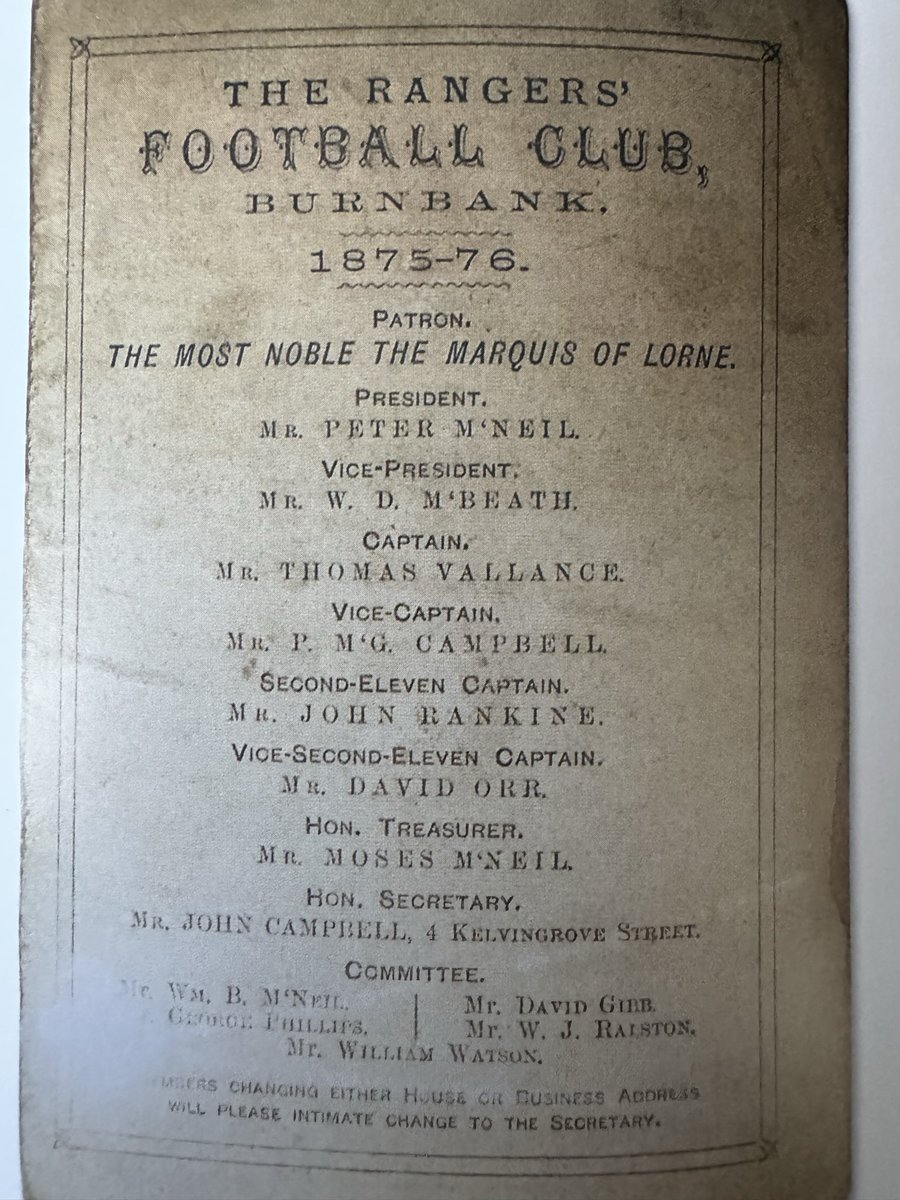 THE RANGERS'
FOOTBALL CLUB,
BURNBANK.
1875-76.
PATRON.
THE MOST NOBLE THE MARQUIS OF LORNE.
PRESIDENT.
MR. PETER M‘NEIL.
VICE-PRESIDENT.
MR. W. D. M‘BEATH.
CAPTAIN.
MR. THOMAS VALLANCE.
VICE-CAPTAIN.
MR. P. M‘G. CAMPBELL.
SECOND-ELEVEN CAPTAIN.
MR. JOHN RANKINE.
VICE-SECOND-ELEVEN CAPTAIN.
MR. DAVID ORR.
HON. TREASURER.
MR. MOSES M‘NEIL.
HON. SECRETARY.
MR. JOHN CAMPBELL, 4 KELVINGROVE STREET.
COMMITTEE.
Mr. WM. B. M‘NEIL. Mr. DAVID GIBB.
GEORGE PHILLIPS. Mr. W. J. RALSTON.
Mr. WILLIAM WATSON.
CHANGING EITHER HOUSE OR BUSINESS ADDRESS
WILL PLEASE INTIMATE CHANGE TO THE SECRETARY.